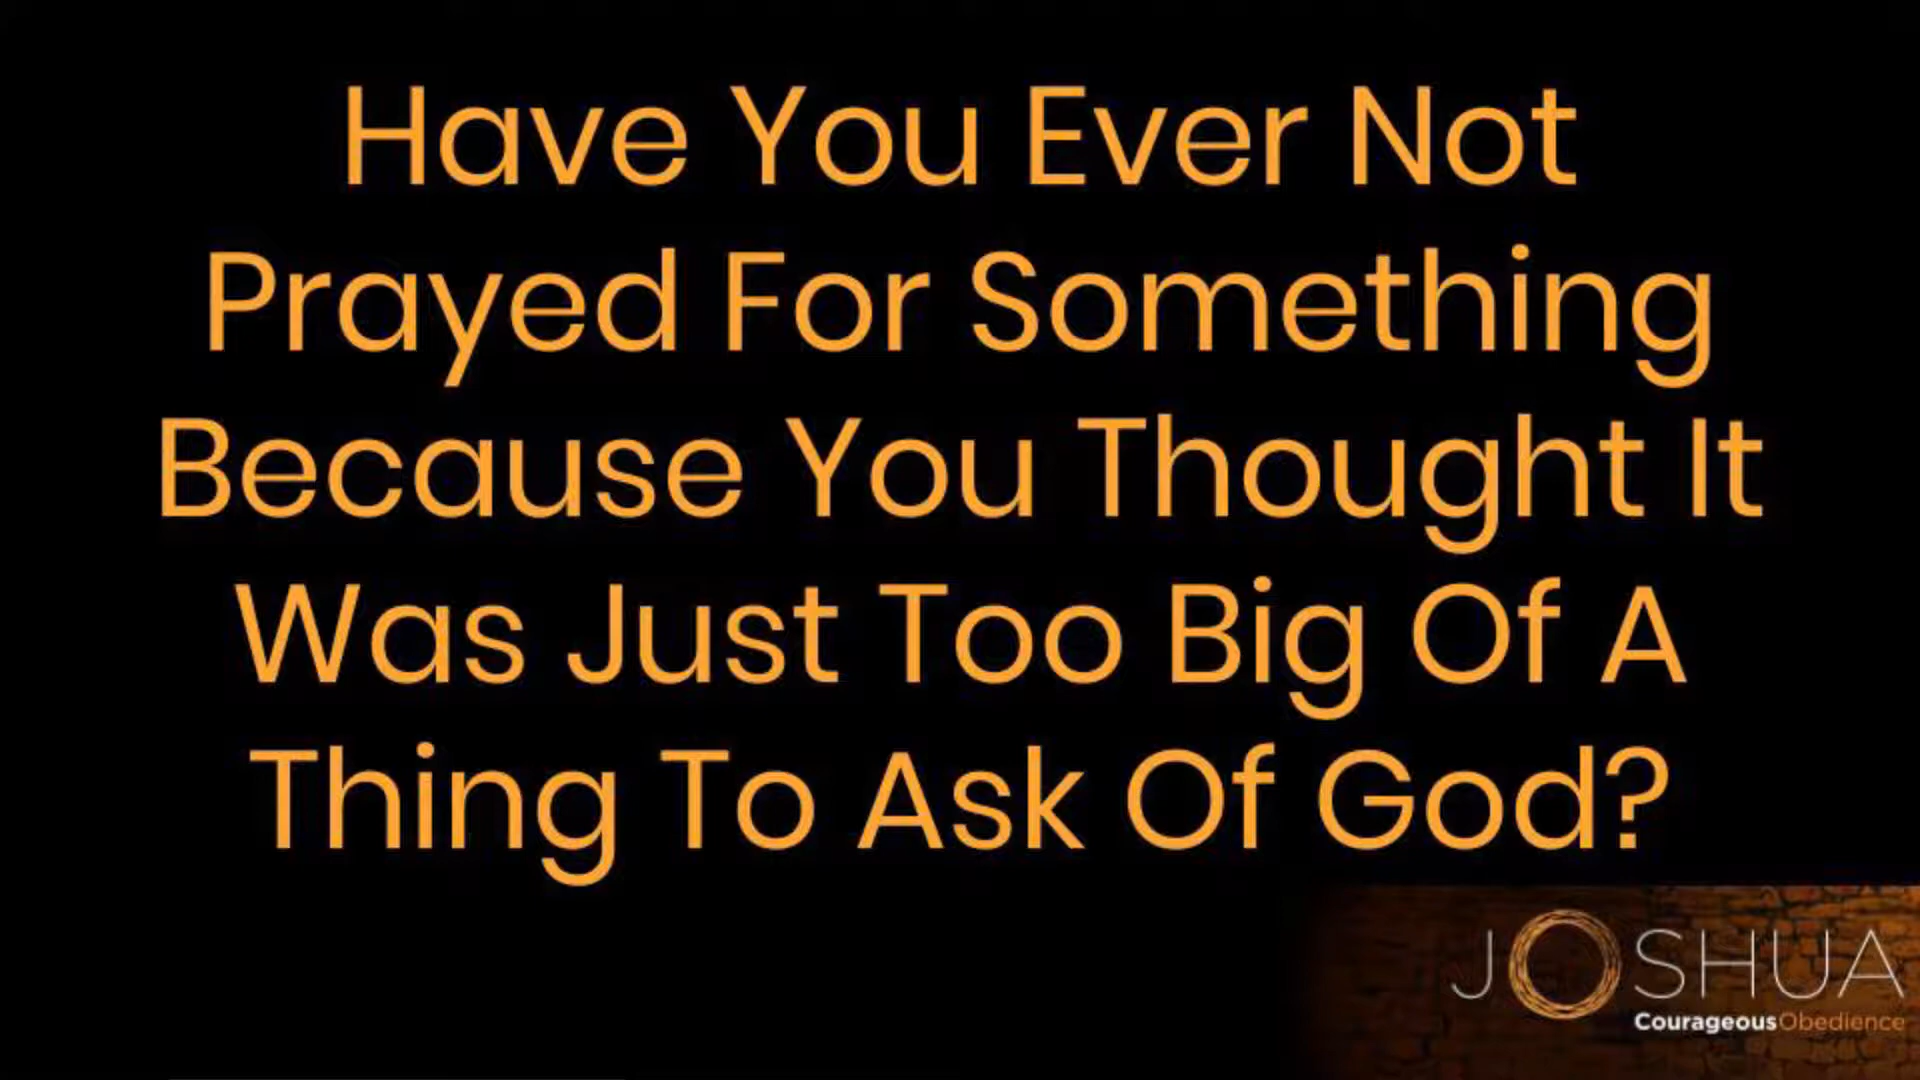 Have You Ever Not
Prayed For Something
Because You Thought It
Was Just Too Big Of A
Thing To Ask Of God?
JOSHUA
CourageousObedience